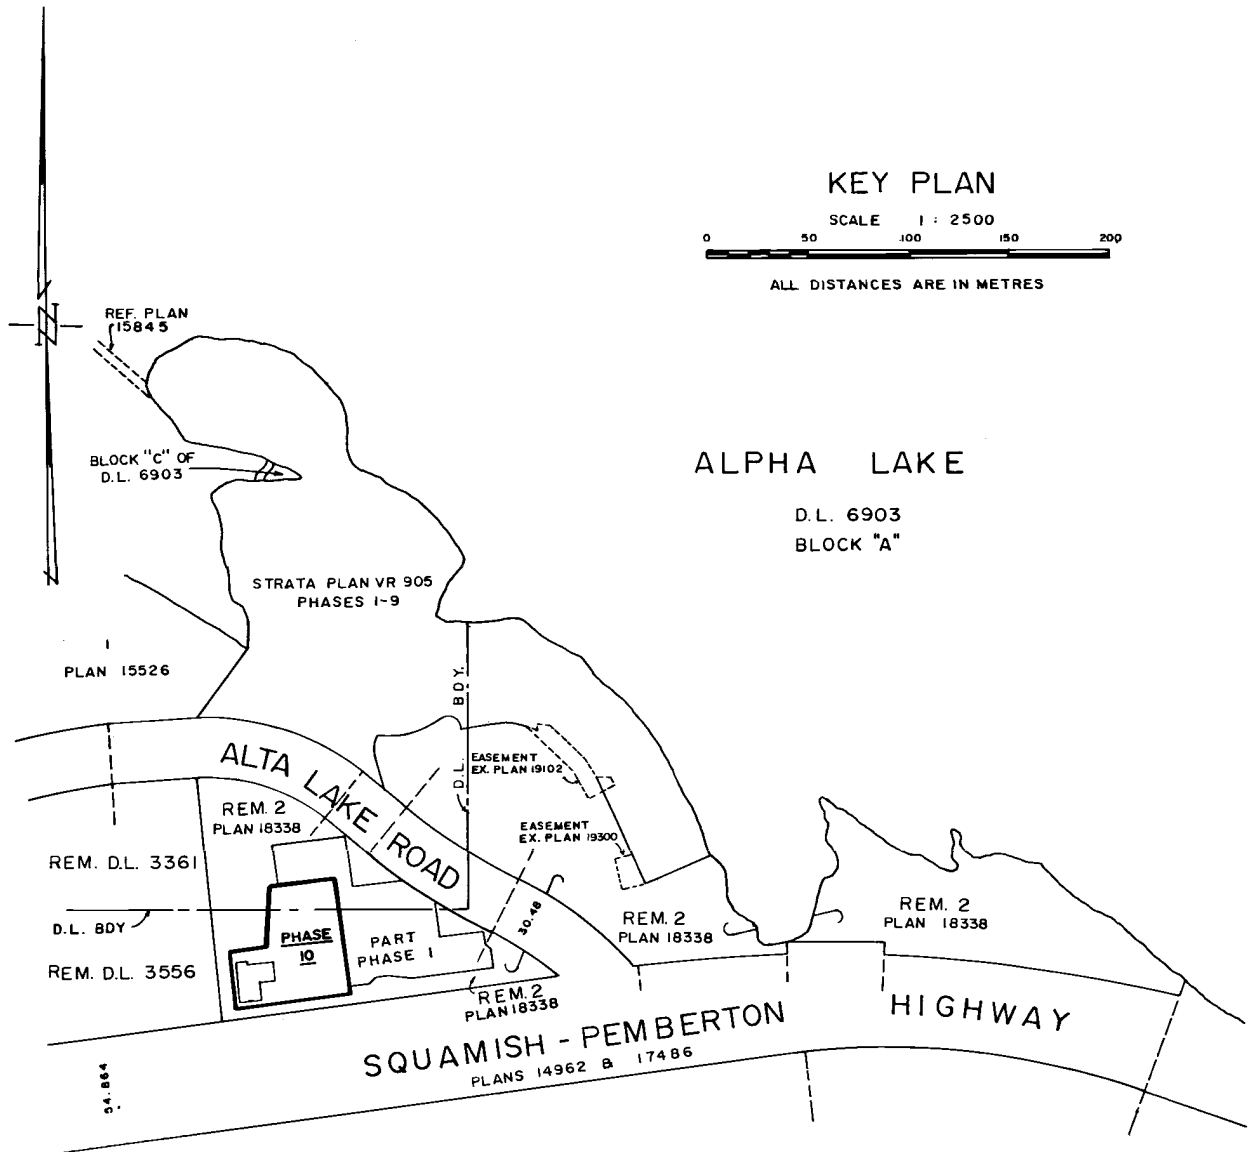 KEY PLAN
SCALE 1 : 2500
0 50 100 150 200
ALL DISTANCES ARE IN METRES
REF. PLAN
15845
BLOCK "C" OF
D.L. 6903
ALPHA LAKE
D.L. 6903
BLOCK "A"
STRATA PLAN VR 905
PHASES 1-9
1
PLAN 15526
D.L. BDY.
ALTA LAKE ROAD
EASEMENT
EX. PLAN 19102
REM. 2
PLAN 18338
EASEMENT
EX. PLAN 19300
REM. D.L. 3361
D.L. BDY
30.48
REM. 2
PLAN 18338
REM. 2
PLAN 18338
PHASE
10
PART
PHASE 1
REM. D.L. 3556
REM. 2
PLAN 18338
SQUAMISH - PEMBERTON HIGHWAY
PLANS 14962 & 17486
54.864